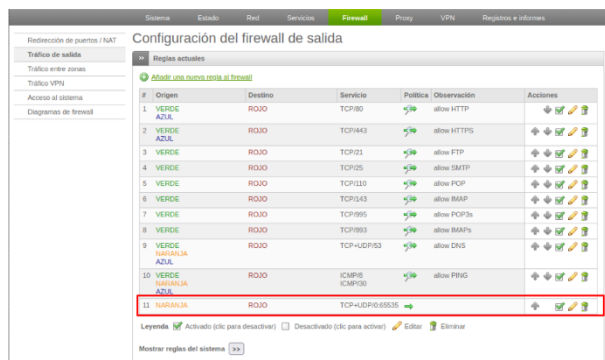 Sistema Estado Red Servicios Firewall Proxy VPN Registros e informes
Redirección de puertos / NAT
Tráfico de salida
Tráfico entre zonas
Tráfico VPN
Acceso al sistema
Diagramas de firewall
Configuración del firewall de salida
>> Reglas actuales
Añadir una nueva regla al firewall
# Origen Destino Servicio Política Observación Acciones
1 VERDE ROJO TCP/80 allow HTTP
AZUL
2 VERDE ROJO TCP/443 allow HTTPS
AZUL
3 VERDE ROJO TCP/21 allow FTP
4 VERDE ROJO TCP/25 allow SMTP
5 VERDE ROJO TCP/110 allow POP
6 VERDE ROJO TCP/143 allow IMAP
7 VERDE ROJO TCP/995 allow POP3s
8 VERDE ROJO TCP/993 allow IMAPs
9 VERDE ROJO TCP+UDP/53 allow DNS
NARANJA
AZUL
10 VERDE ROJO ICMP/8 allow PING
NARANJA ICMP/30
AZUL
11 NARANJA ROJO TCP+UDP/0:65535
Leyenda Activado (clic para desactivar) Desactivado (clic para activar) Editar Eliminar
Mostrar reglas del sistema >>